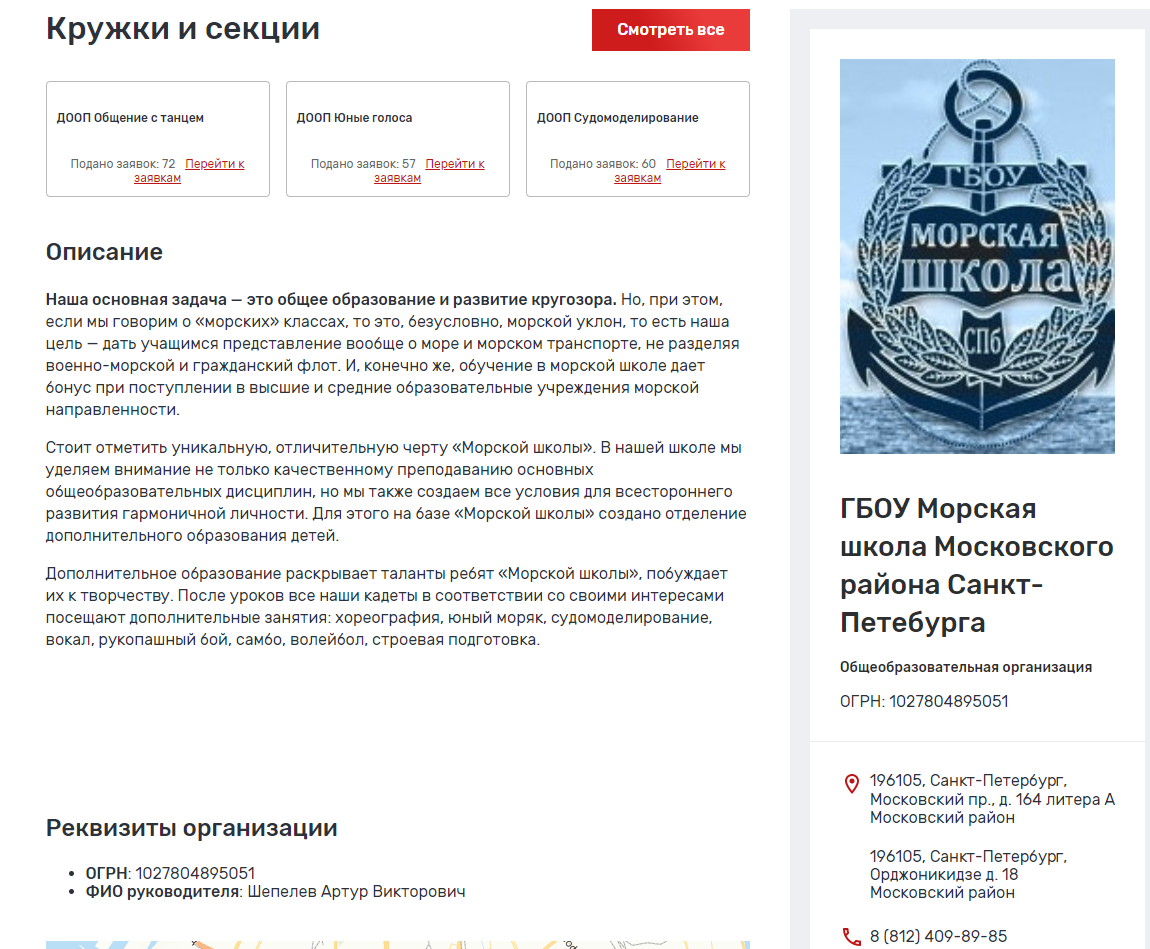 Кружки и секции
Смотреть все
ДООП Общение с танцем
Подано заявок: 72 Перейти к
заявкам
ДООП Юные голоса
Подано заявок: 57 Перейти к
заявкам
ДООП Судомоделирование
Подано заявок: 60 Перейти к
заявкам
Описание
Наша основная задача — это общее образование и развитие кругозора. Но, при этом,
если мы говорим о «морских» классах, то это, безусловно, морской уклон, то есть наша
цель — дать учащимся представление вообще о море и морском транспорте, не разделяя
военно-морской и гражданский флот. И, конечно же, обучение в морской школе дает
бонус при поступлении в высшие и средние образовательные учреждения морской
направленности.
Стоит отметить уникальную, отличительную черту «Морской школы». В нашей школе мы
уделяем внимание не только качественному преподаванию основных
общеобразовательных дисциплин, но мы также создаем все условия для всестороннего
развития гармоничной личности. Для этого на базе «Морской школы» создано отделение
дополнительного образования детей.
Дополнительное образование раскрывает таланты ребят «Морской школы», побуждает
их к творчеству. После уроков все наши кадеты в соответствии со своими интересами
посещают дополнительные занятия: хореография, юный моряк, судомоделирование,
вокал, рукопашный бой, самбо, волейбол, строевая подготовка.
Реквизиты организации
ОГРН: 1027804895051
ФИО руководителя: Шепелев Артур Викторович
ГБОУ
МОРСКАЯ
школа
СПб
ГБОУ Морская
школа Московского
района Санкт-
Петебурга
Общеобразовательная организация
ОГРН: 1027804895051
196105, Санкт-Петербург,
Московский пр., д. 164 литера А
Московский район
196105, Санкт-Петербург,
Орджоникидзе д. 18
Московский район
8 (812) 409-89-85